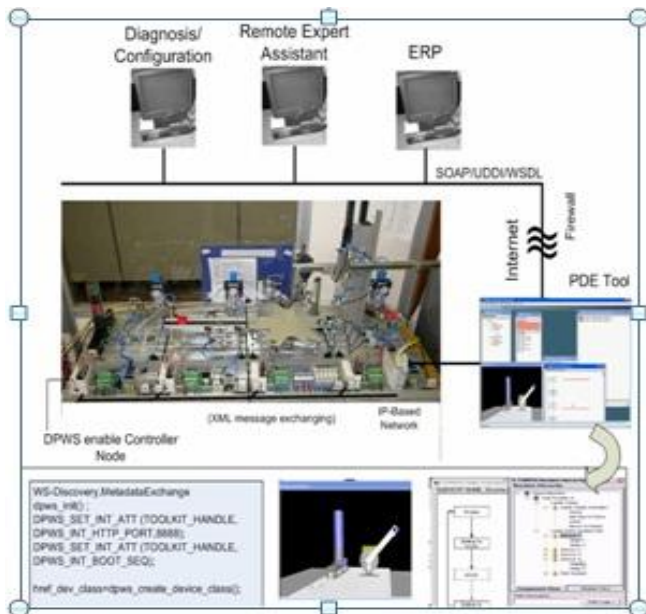 Diagnosis/
Configuration
Remote Expert
Assistant
ERP
SOAP/UDDI/WSDL
Internet
Firewall
PDE Tool
(XML message exchanging)
IP-Based
Network
DPWS enable Controller
Node
WS-Discovery,MetadataExchange
dpws_init() ;
DPWS_SET_INT_ATT (TOOLKIT_HANDLE,
DPWS_INT_HTTP_PORT,8888);
DPWS_SET_INT_ATT (TOOLKIT_HANDLE,
DPWS_INT_BOOT_SEQ);
href_dev_class=dpws_create_device_class();